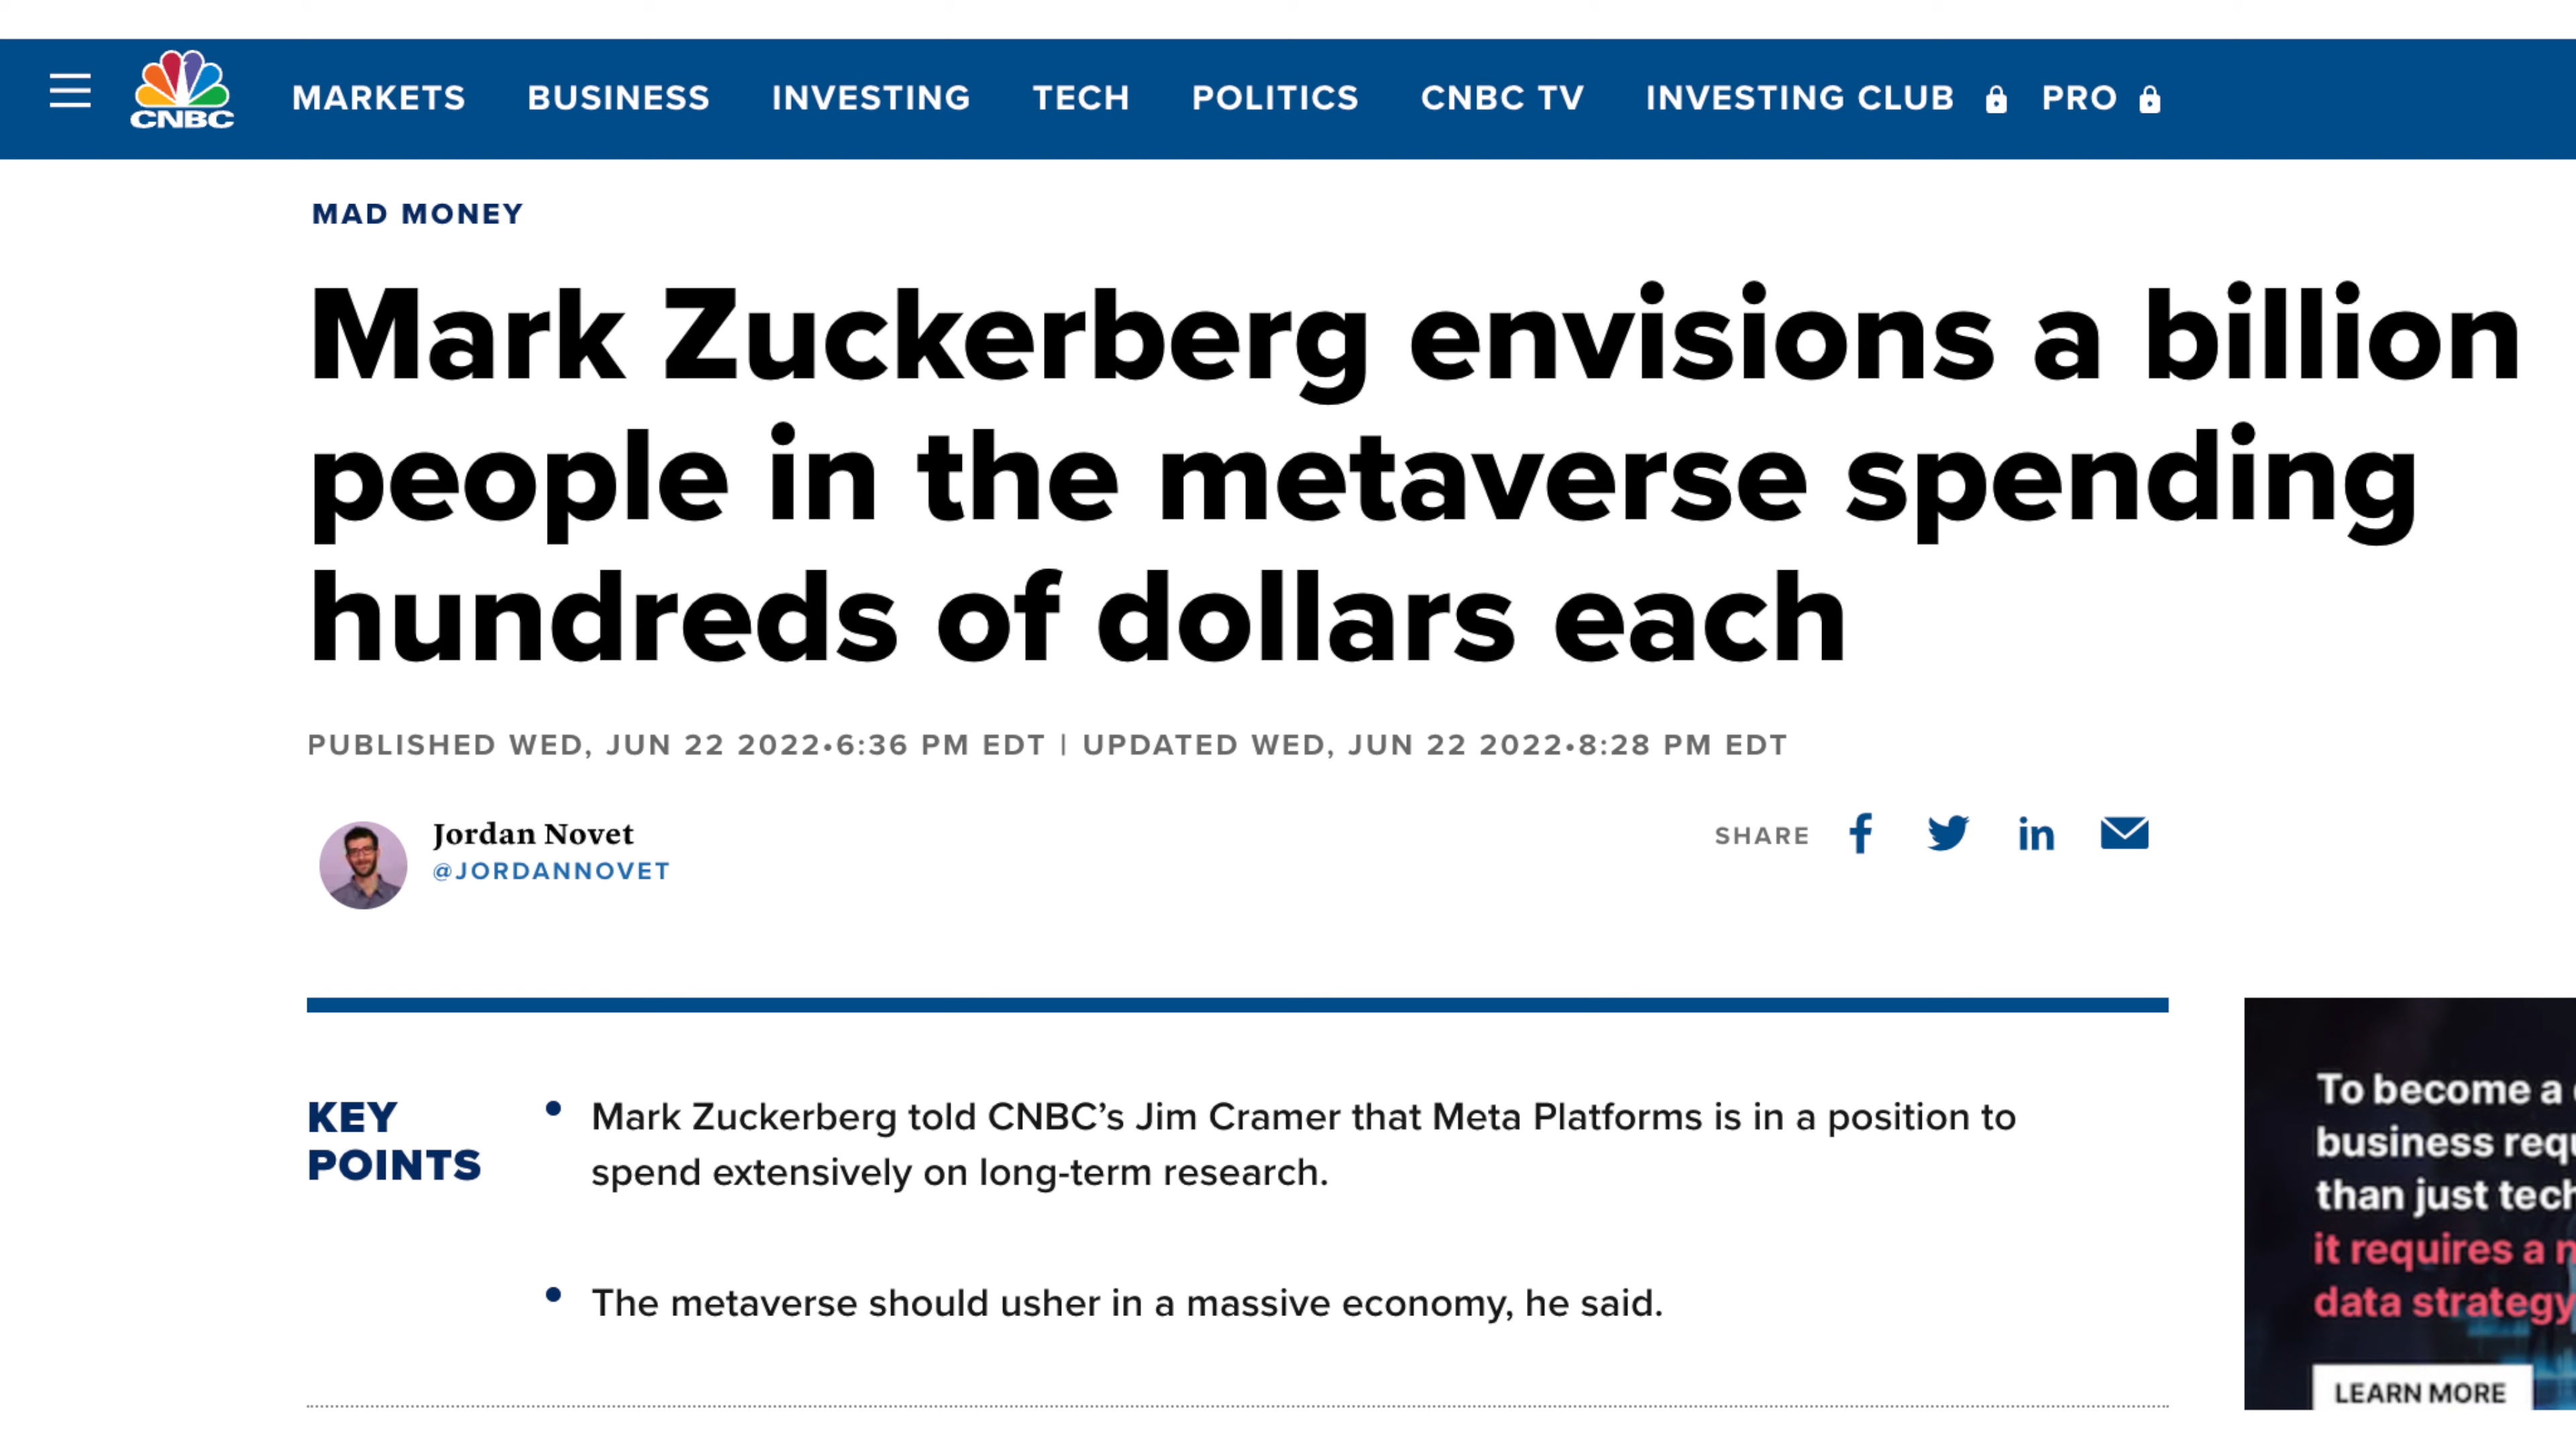 CNBC
MARKETS BUSINESS INVESTING TECH POLITICS CNBC TV INVESTING CLUB PRO
MAD MONEY
Mark Zuckerberg envisions a billion
people in the metaverse spending
hundreds of dollars each
PUBLISHED WED, JUN 22 2022•6:36 PM EDT | UPDATED WED, JUN 22 2022•8:28 PM EDT
Jordan Novet
@JORDANNOVET
SHARE
KEY
POINTS
• Mark Zuckerberg told CNBC’s Jim Cramer that Meta Platforms is in a position to
spend extensively on long-term research.
• The metaverse should usher in a massive economy, he said.
To become a
business
than just
it requires a
data strategy
LEARN MORE